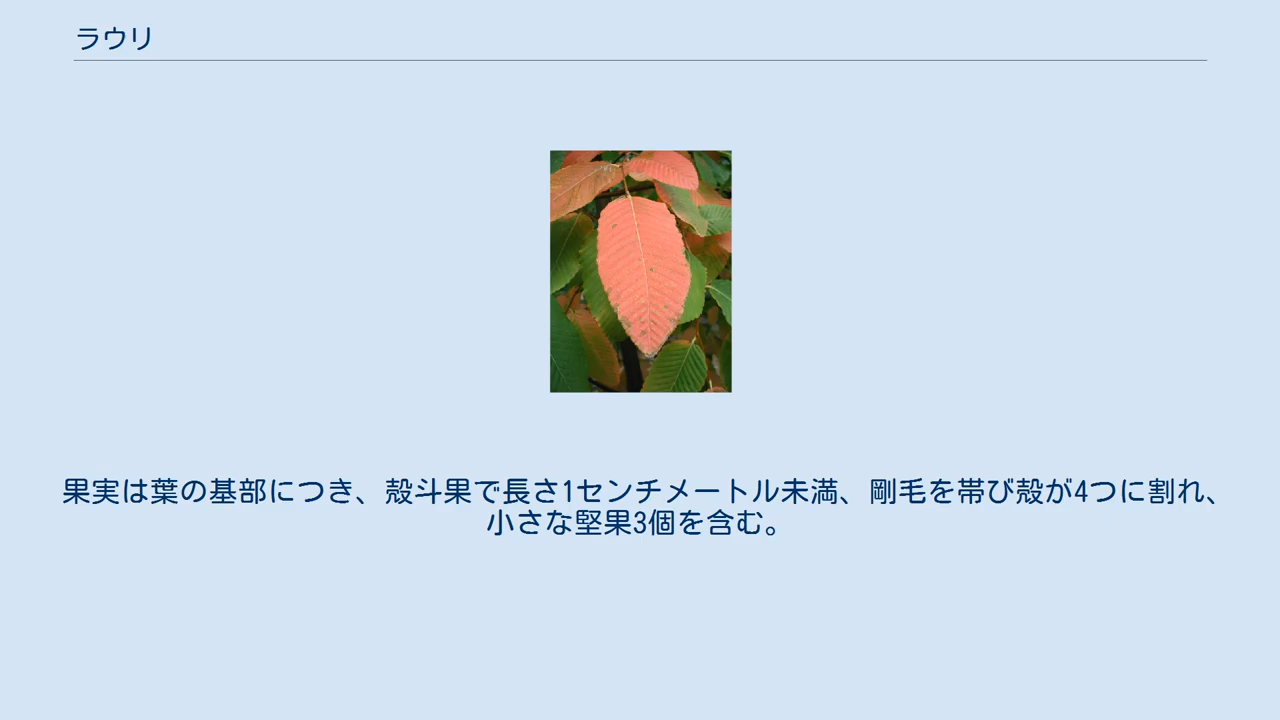 ラウリ
果実は葉の基部につき、殻斗果で長さ1センチメートル未満、剛毛を帯び殻が4つに割れ、
小さな堅果3個を含む。